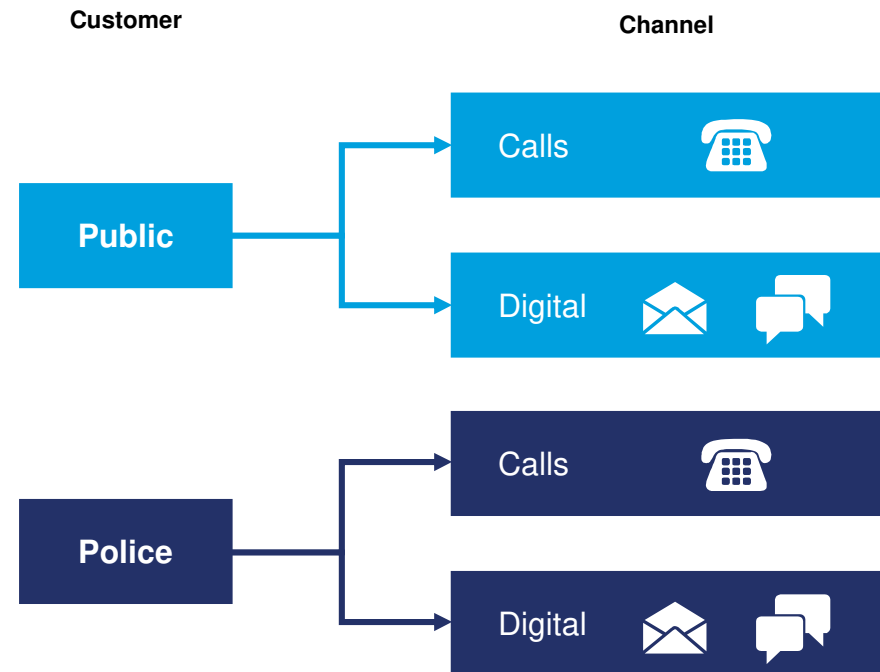 Customer
Channel
Calls
Public
Digital
Calls
Police
Digital